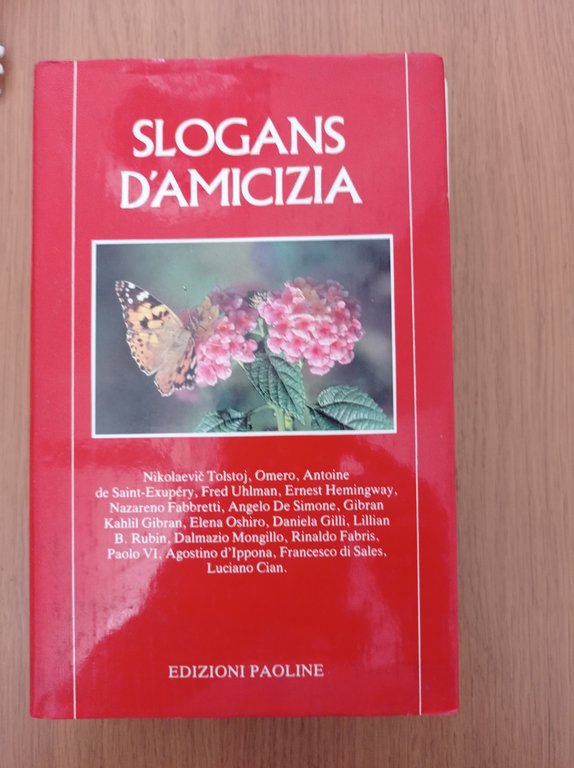 SLOGANS
D'AMICIZIA
Nikolaevič Tolstoj, Omero, Antoine
de Saint-Exupéry, Fred Uhlman, Ernest Hemingway,
Nazareno Fabbretti, Angelo De Simone, Gibran
Kahlil Gibran, Elena Oshiro, Daniela Gilli, Lillian
B. Rubin, Dalmazio Mongillo, Rinaldo Fabris,
Paolo VI, Agostino d'Ippona, Francesco di Sales,
Luciano Cian.
EDIZIONI PAOLINE